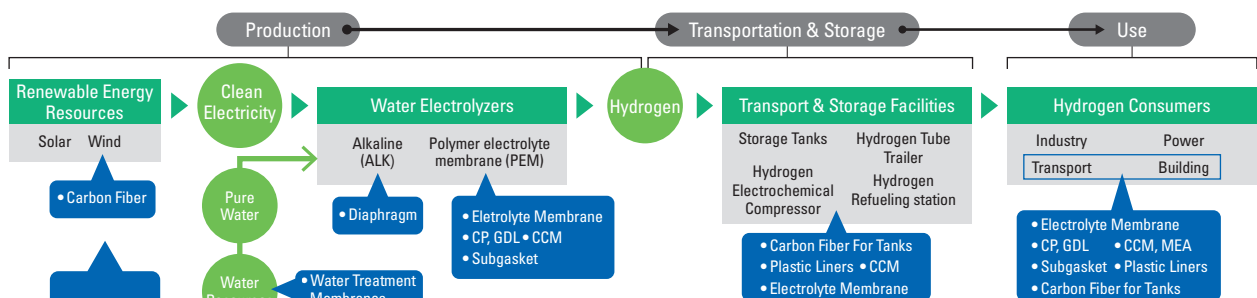 Production
Transportation & Storage
Use
Renewable Energy
Resources
Clean
Electricity
Water Electrolyzers
Hydrogen
Transport & Storage Facilities
Hydrogen Consumers
Solar Wind
Alkaline
(ALK)
Polymer electrolyte
membrane (PEM)
Storage Tanks
Hydrogen Tube
Trailer
Hydrogen
Electrochemical
Compressor
Hydrogen
Refueling station
Industry Power
Transport Building
• Carbon Fiber
Pure
Water
• Diaphragm
• Eletrolyte Membrane
• CP, GDL • CCM
• Subgasket
• Carbon Fiber For Tanks
• Plastic Liners • CCM
• Electrolyte Membrane
• Electrolyte Membrane
• CP, GDL • CCM, MEA
• Subgasket • Plastic Liners
• Carbon Fiber for Tanks
Water
• Water Treatment
Membranes